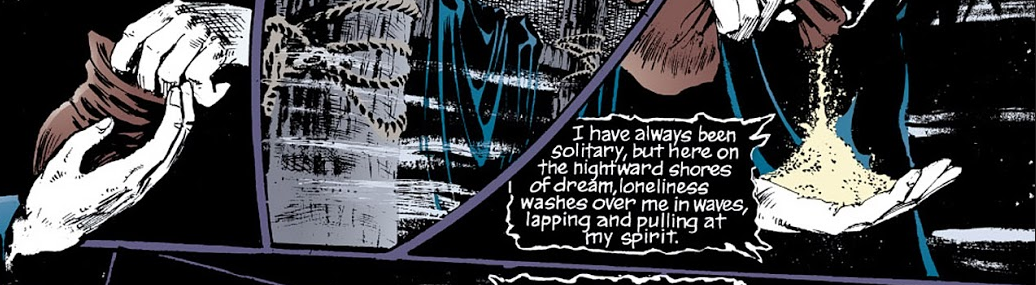 I have always been
solitary, but here on
the nightward shores
of dream, loneliness
washes over me in waves,
lapping and pulling at
my spirit.